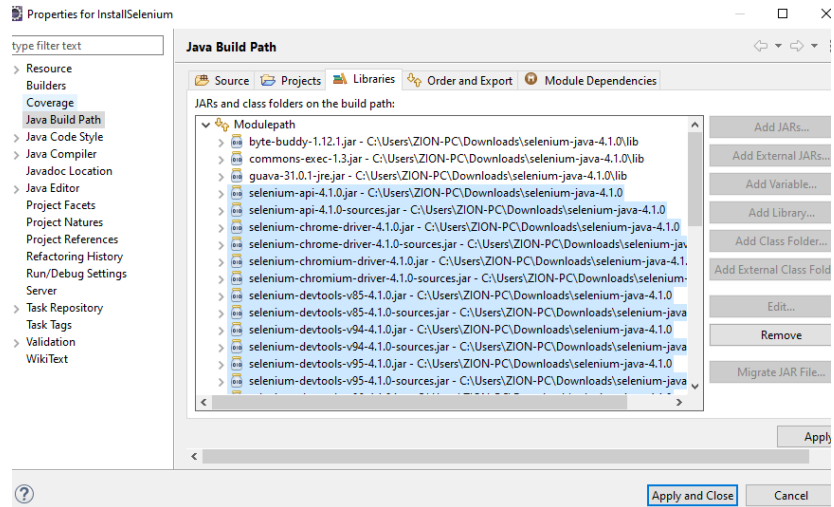 Properties for InstallSelenium
type filter text
Resource
Builders
Coverage
Java Build Path
Java Code Style
Java Compiler
Javadoc Location
Java Editor
Project Facets
Project Natures
Project References
Refactoring History
Run/Debug Settings
Server
Task Repository
Task Tags
Validation
WikiText
Java Build Path
Source Projects Libraries Order and Export Module Dependencies
JARs and class folders on the build path:
Modulepath
byte-buddy-1.12.1.jar - C:\Users\ZION-PC\Downloads\selenium-java-4.1.0\lib
commons-exec-1.3.jar - C:\Users\ZION-PC\Downloads\selenium-java-4.1.0\lib
guava-31.0.1-jre.jar - C:\Users\ZION-PC\Downloads\selenium-java-4.1.0\lib
selenium-api-4.1.0.jar - C:\Users\ZION-PC\Downloads\selenium-java-4.1.0
selenium-api-4.1.0-sources.jar - C:\Users\ZION-PC\Downloads\selenium-java-4.1.0
selenium-chrome-driver-4.1.0.jar - C:\Users\ZION-PC\Downloads\selenium-java-4.1.0
selenium-chrome-driver-4.1.0-sources.jar - C:\Users\ZION-PC\Downloads\selenium-jav
selenium-chromium-driver-4.1.0.jar - C:\Users\ZION-PC\Downloads\selenium-java-4.1.
selenium-chromium-driver-4.1.0-sources.jar - C:\Users\ZION-PC\Downloads\selenium-
selenium-devtools-v85-4.1.0.jar - C:\Users\ZION-PC\Downloads\selenium-java-4.1.0
selenium-devtools-v85-4.1.0-sources.jar - C:\Users\ZION-PC\Downloads\selenium-java
selenium-devtools-v94-4.1.0.jar - C:\Users\ZION-PC\Downloads\selenium-java-4.1.0
selenium-devtools-v94-4.1.0-sources.jar - C:\Users\ZION-PC\Downloads\selenium-java
selenium-devtools-v95-4.1.0.jar - C:\Users\ZION-PC\Downloads\selenium-java-4.1.0
selenium-devtools-v95-4.1.0-sources.jar - C:\Users\ZION-PC\Downloads\selenium-java
Add JARs...
Add External JARs...
Add Variable...
Add Library...
Add Class Folder...
Add External Class Fold
Edit...
Remove
Migrate JAR File...
Apply
Apply and Close
Cancel